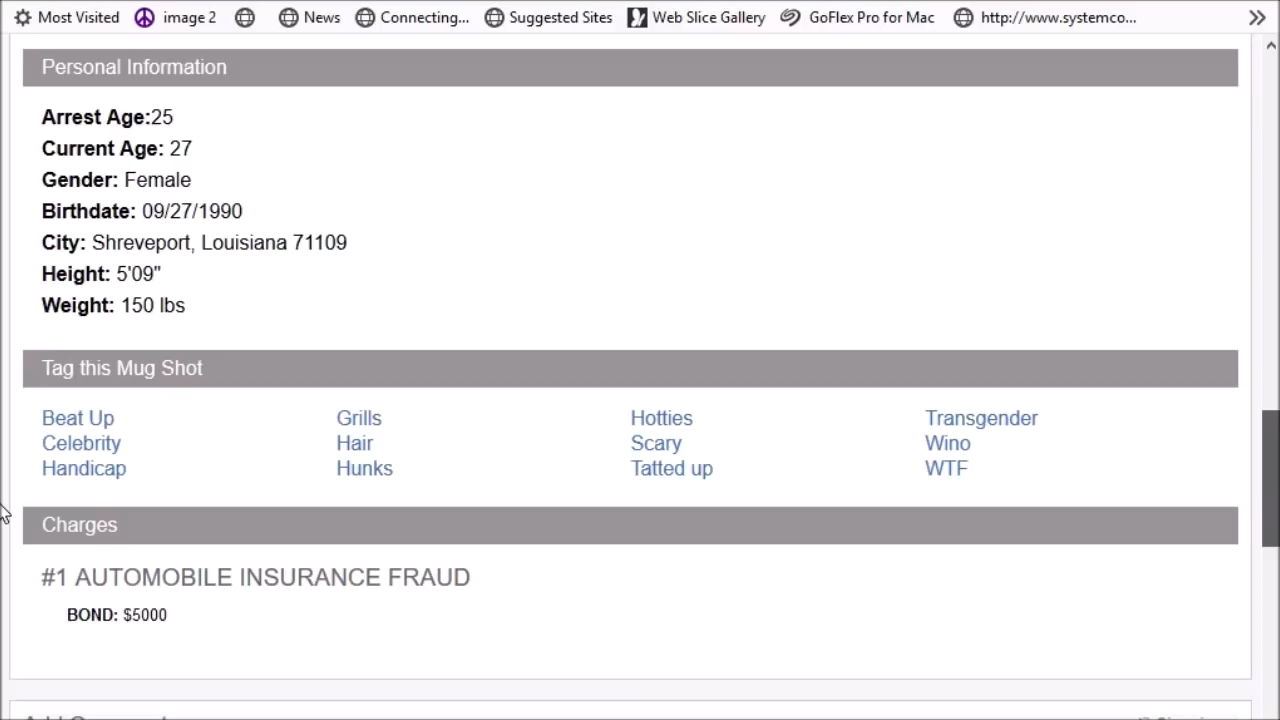 Most Visited image 2 News Connecting... Suggested Sites Web Slice Gallery GoFlex Pro for Mac http://www.systemco...
Personal Information
Arrest Age:25
Current Age: 27
Gender: Female
Birthdate: 09/27/1990
City: Shreveport, Louisiana 71109
Height: 5'09"
Weight: 150 lbs
Tag this Mug Shot
Beat Up Grills Hotties Transgender
Celebrity Hair Scary Wino
Handicap Hunks Tatted up WTF
Charges
#1 AUTOMOBILE INSURANCE FRAUD
BOND: $5000